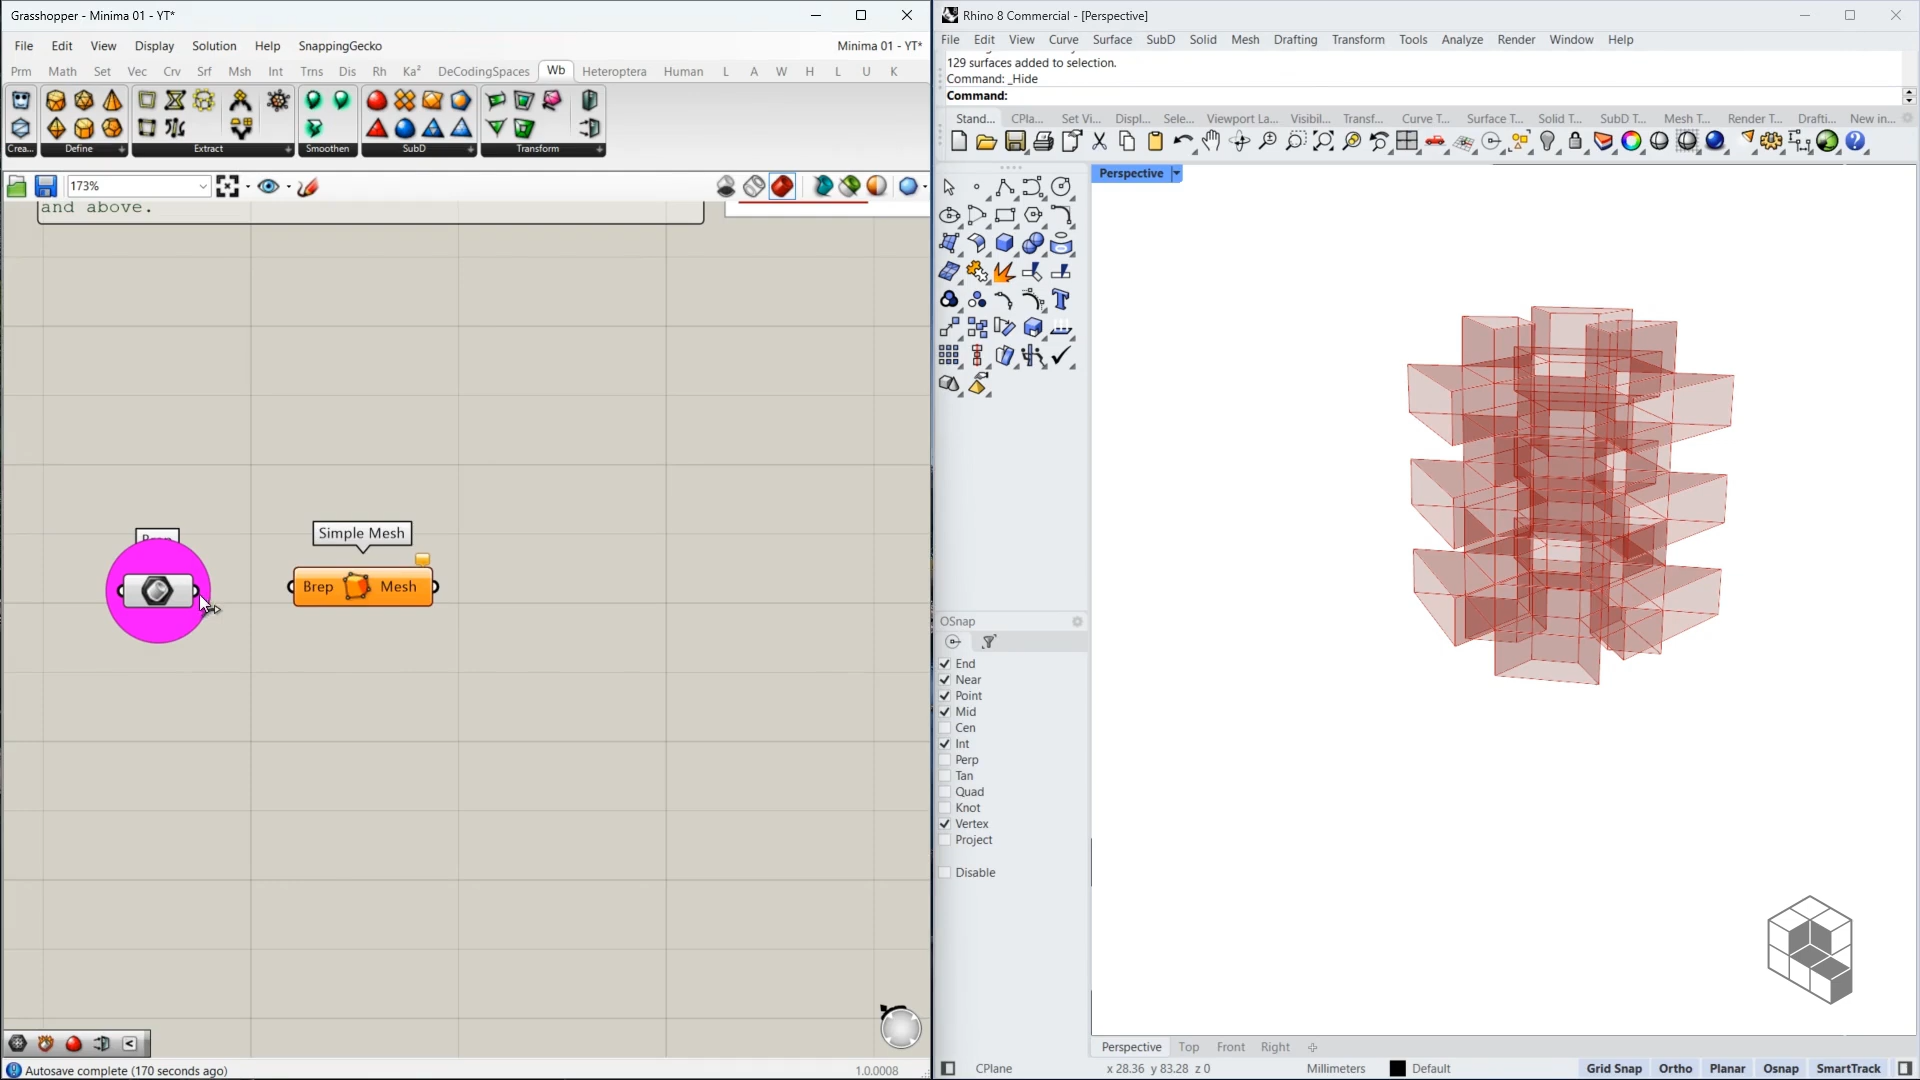 Grasshopper - Minima 01 - YT*
File Edit View Display Solution Help SnappingGecko Minima 01 - YT*
Prm Math Set Vec Crv Srf Msh Int Trns Dis Rh Ka² DeCodingSpaces Wb Heteroptera Human L A W H L U K
Crea... Define Extract Smoothen SubD Transform
173%
and above.
Simple Mesh
Brep Mesh
Autosave complete (170 seconds ago) 1.0.0008
Rhino 8 Commercial - [Perspective]
File Edit View Curve Surface SubD Solid Mesh Drafting Transform Tools Analyze Render Window Help
129 surfaces added to selection.
Command: _Hide
Command:
Stand... CPla... Set Vi... Displ... Sele... Viewport La... Visibil... Transf... Curve T... Surface T... Solid T... SubD T... Mesh T... Render T... Drafti... New in...
Perspective
OSnap
End
Near
Point
Mid
Cen
Int
Perp
Tan
Quad
Knot
Vertex
Project
Disable
Perspective Top Front Right
CPlane x 28.36 y 83.28 z 0 Millimeters Default Grid Snap Ortho Planar Osnap SmartTrack